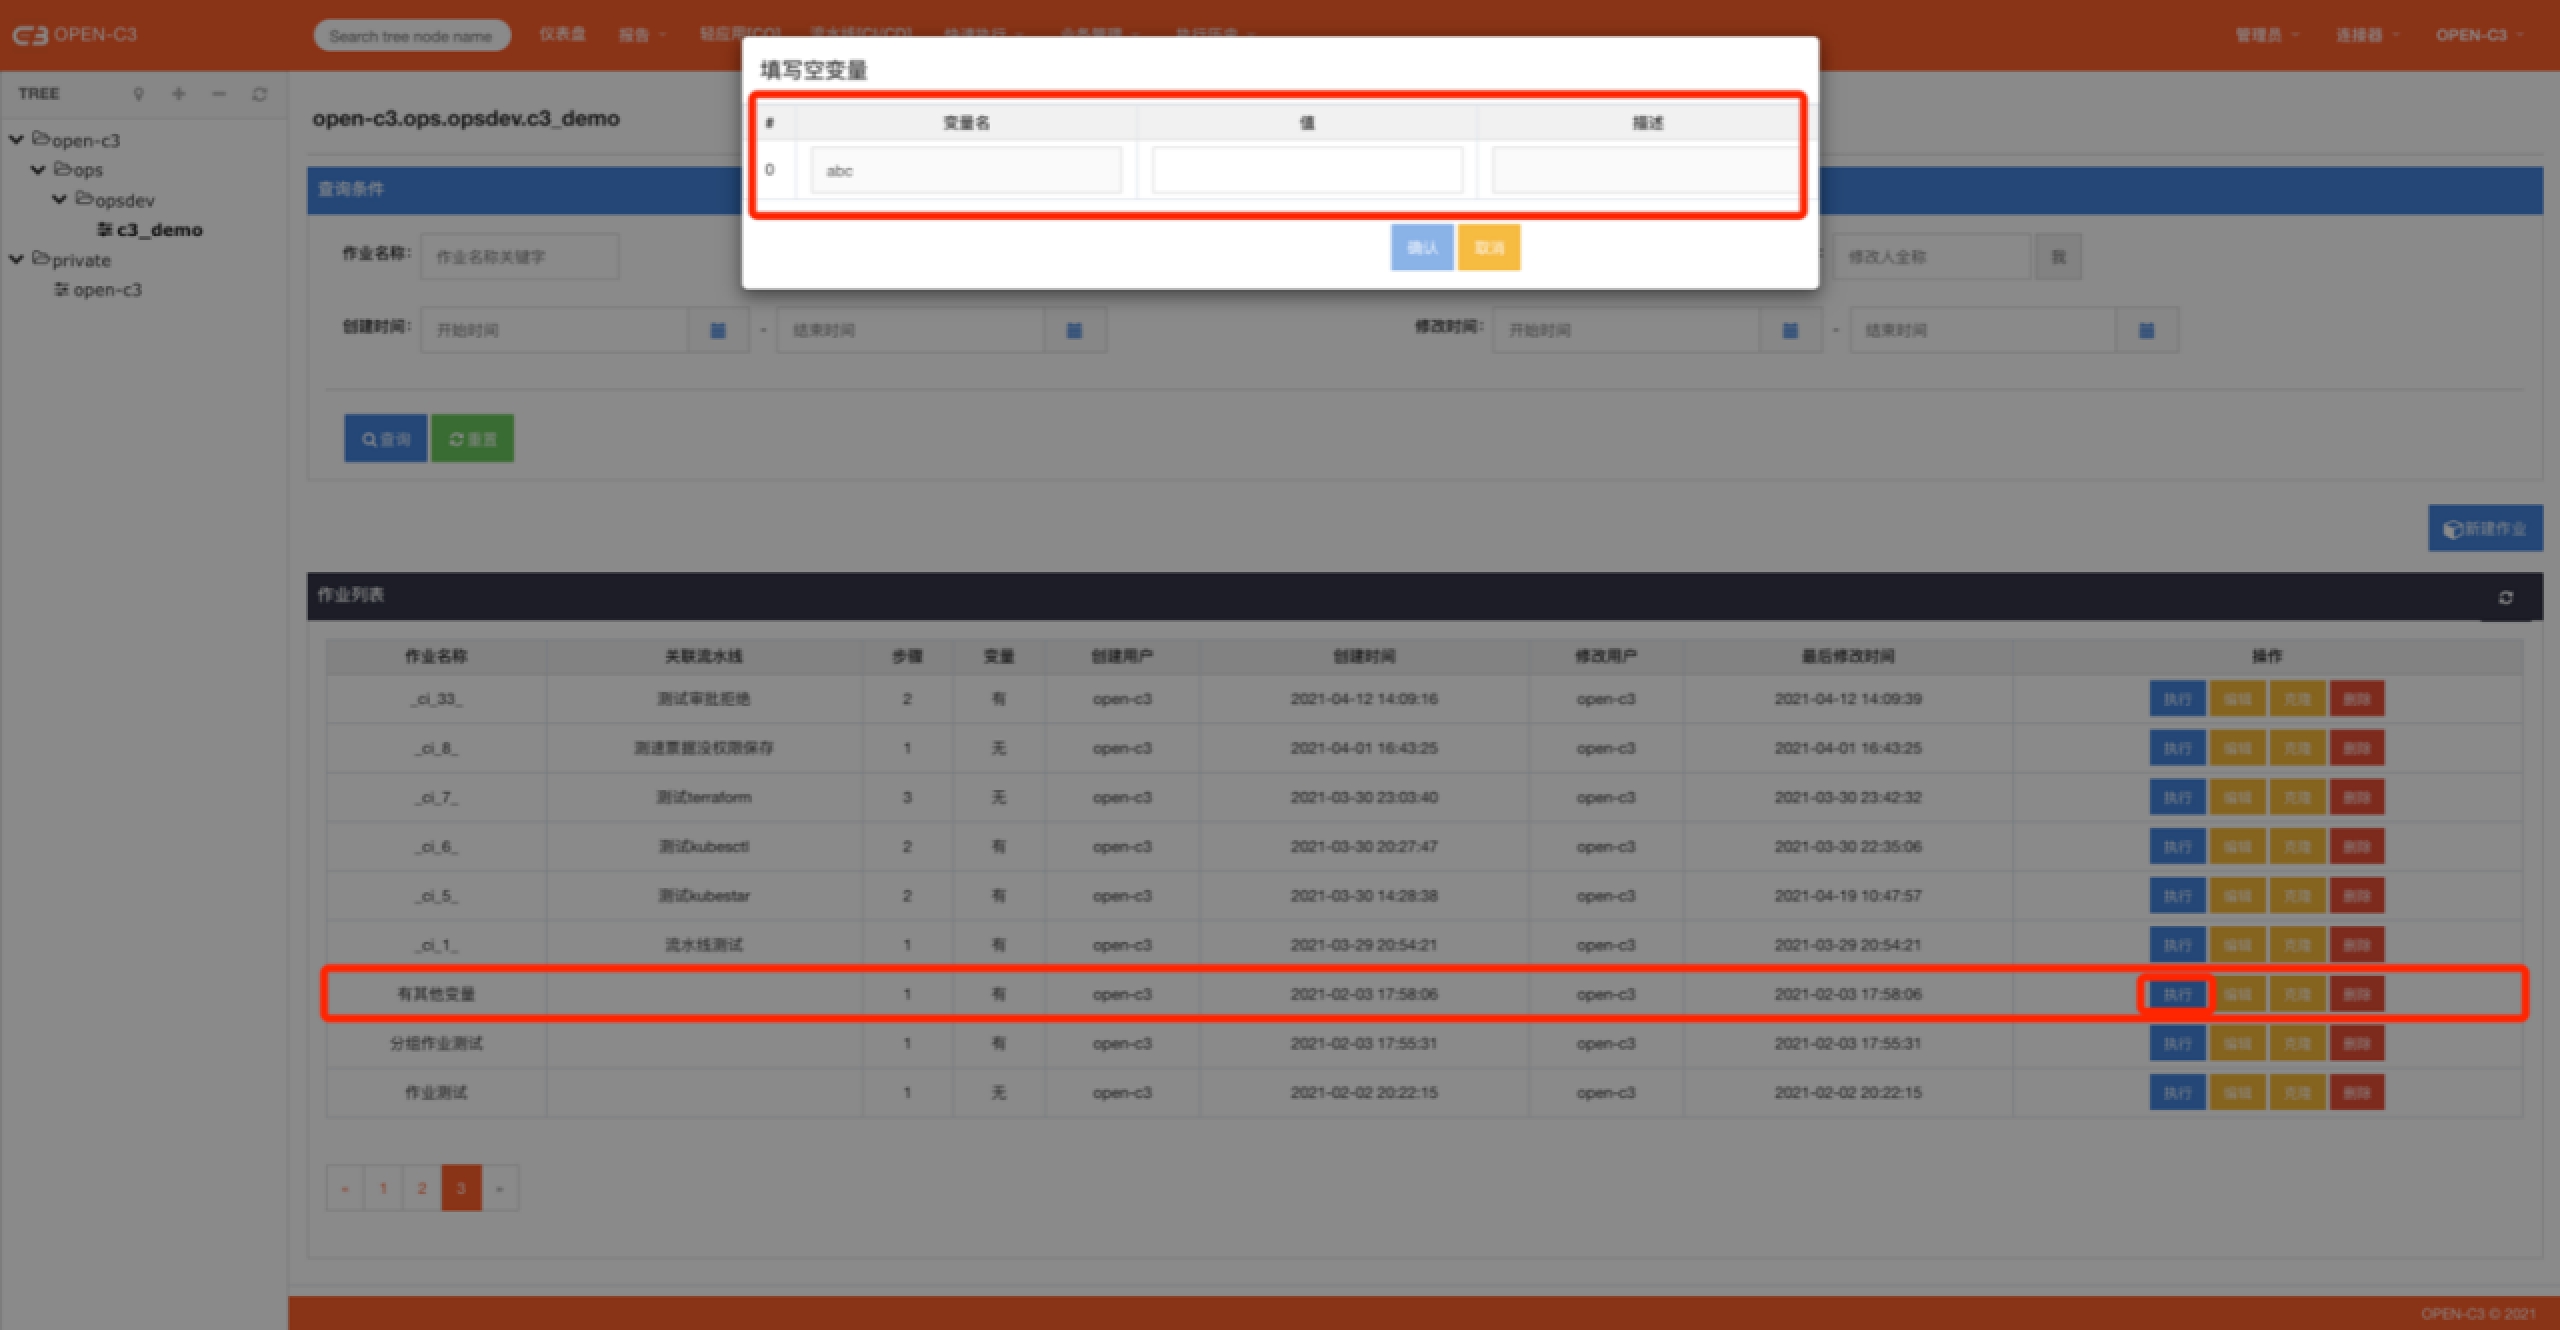 OPEN-C3
Search tree node name
仪表盘
报告
轻应用[CO]
流水线[CI/CD]
快速执行
业务管理
执行历史
管理员
连接器
OPEN-C3
TREE
open-c3
ops
opsdev
c3_demo
private
open-c3
open-c3.ops.opsdev.c3_demo
填写空变量
# 变量名 值 描述
0 abc
确认 取消
查询条件
作业名称: 作业名称关键字
修改人全称 我
创建时间: 开始时间 - 结束时间
修改时间: 开始时间 - 结束时间
查询 重置
新建作业
作业列表
作业名称 关联流水线 步骤 变量 创建用户 创建时间 修改用户 最后修改时间 操作
_ci_33_ 测试审批拒绝 2 有 open-c3 2021-04-12 14:09:16 open-c3 2021-04-12 14:09:39 执行 编辑 克隆 删除
_ci_8_ 测速票据没权限保存 1 无 open-c3 2021-04-01 16:43:25 open-c3 2021-04-01 16:43:25 执行 编辑 克隆 删除
_ci_7_ 测试terraform 3 无 open-c3 2021-03-30 23:03:40 open-c3 2021-03-30 23:42:32 执行 编辑 克隆 删除
_ci_6_ 测试kubesctl 2 有 open-c3 2021-03-30 20:27:47 open-c3 2021-03-30 22:35:06 执行 编辑 克隆 删除
_ci_5_ 测试kubestar 2 有 open-c3 2021-03-30 14:28:38 open-c3 2021-04-19 10:47:57 执行 编辑 克隆 删除
_ci_1_ 流水线测试 1 有 open-c3 2021-03-29 20:54:21 open-c3 2021-03-29 20:54:21 执行 编辑 克隆 删除
有其他变量 1 有 open-c3 2021-02-03 17:58:06 open-c3 2021-02-03 17:58:06 执行 编辑 克隆 删除
分组作业测试 1 有 open-c3 2021-02-03 17:55:31 open-c3 2021-02-03 17:55:31 执行 编辑 克隆 删除
作业测试 1 无 open-c3 2021-02-02 20:22:15 open-c3 2021-02-02 20:22:15 执行 编辑 克隆 删除
« 1 2 3 »
OPEN-C3 © 2021